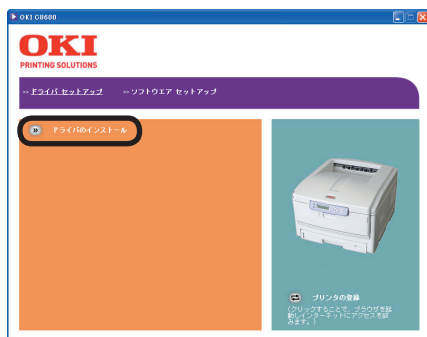 OKI C8600
OKI
PRINTING SOLUTIONS
>> ドライバ セットアップ >> ソフトウエア セットアップ
ドライバのインストール
プリンタの登録
(クリックすることで、ブラウザを起
動しインターネットにアクセスを試
みます。)